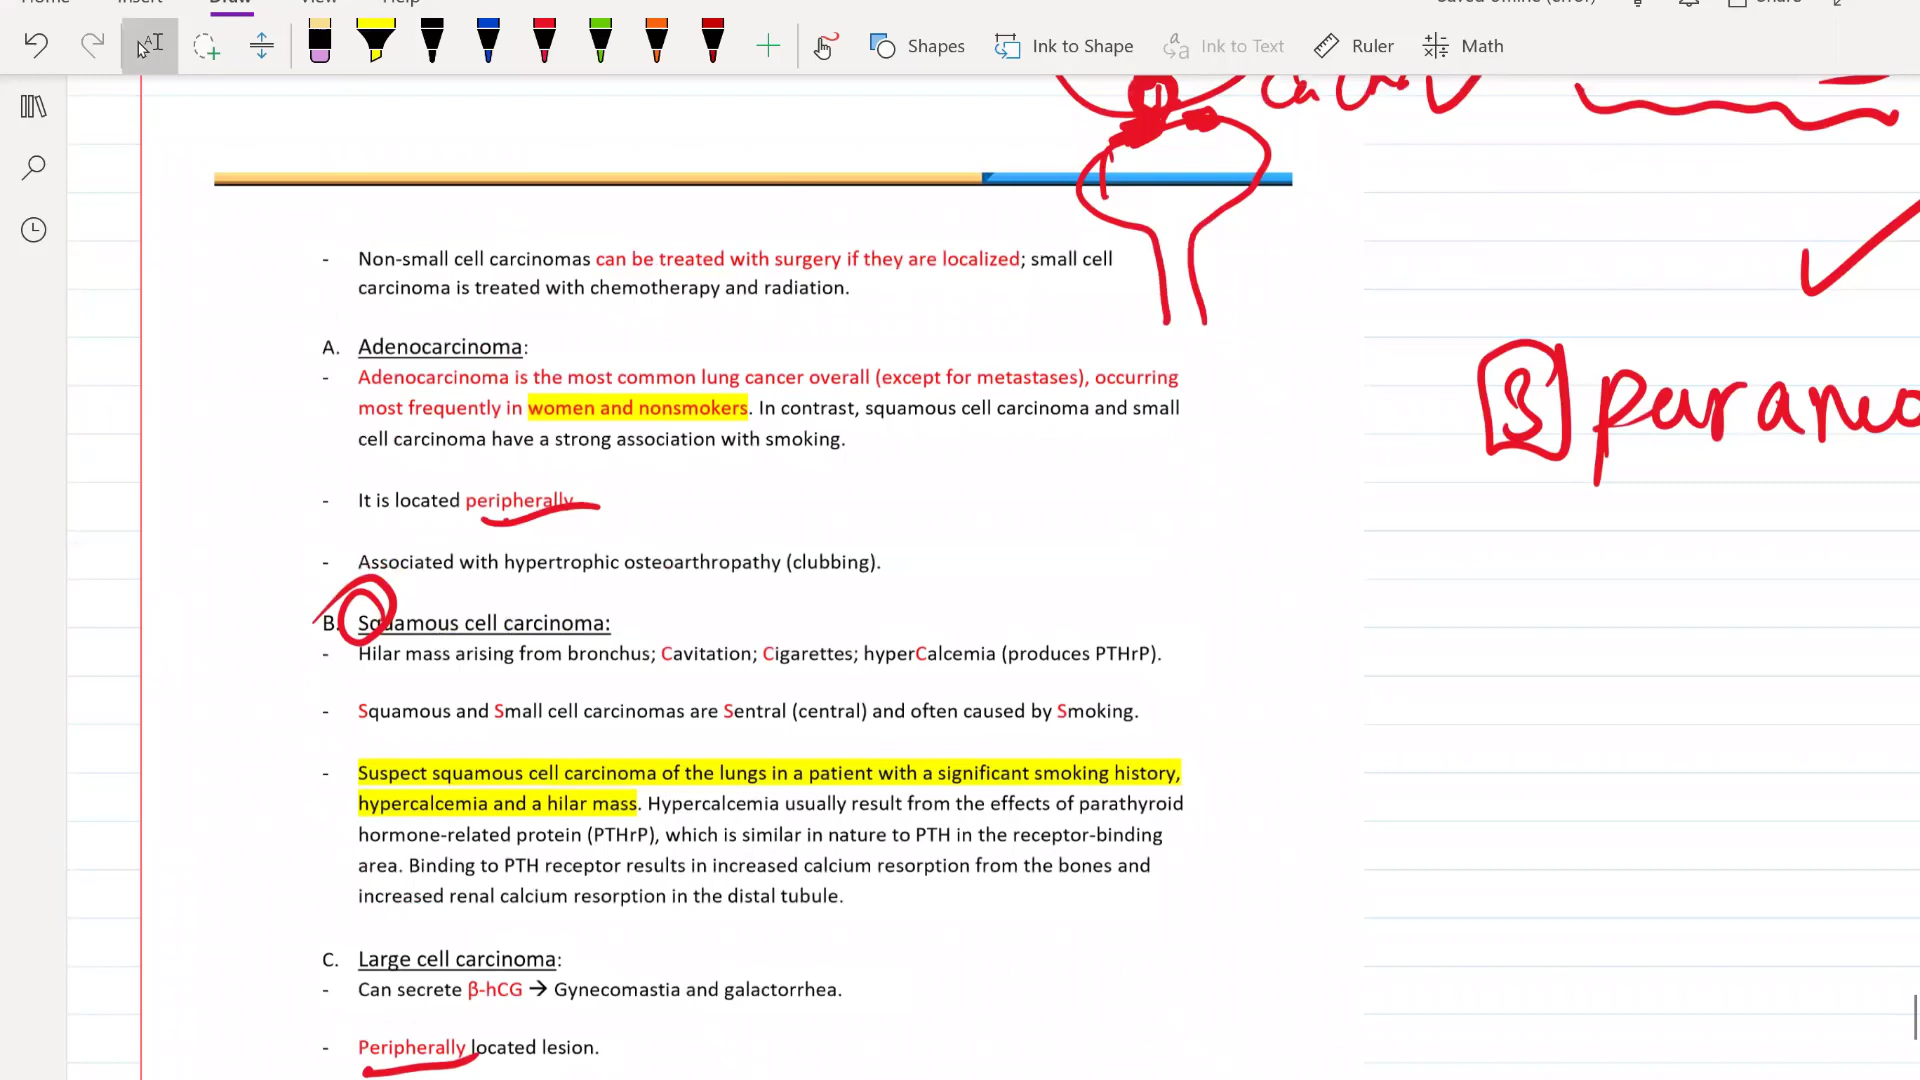 Shapes
Ink to Shape
Ink to Text
Ruler
Math
- Non-small cell carcinomas can be treated with surgery if they are localized; small cell
carcinoma is treated with chemotherapy and radiation.
A. Adenocarcinoma:
- Adenocarcinoma is the most common lung cancer overall (except for metastases), occurring
most frequently in women and nonsmokers. In contrast, squamous cell carcinoma and small
cell carcinoma have a strong association with smoking.
- It is located peripherally
- Associated with hypertrophic osteoarthropathy (clubbing).
B. Squamous cell carcinoma:
- Hilar mass arising from bronchus; Cavitation; Cigarettes; hyperCalcemia (produces PTHrP).
- Squamous and Small cell carcinomas are Sentral (central) and often caused by Smoking.
- Suspect squamous cell carcinoma of the lungs in a patient with a significant smoking history,
hypercalcemia and a hilar mass. Hypercalcemia usually result from the effects of parathyroid
hormone-related protein (PTHrP), which is similar in nature to PTH in the receptor-binding
area. Binding to PTH receptor results in increased calcium resorption from the bones and
increased renal calcium resorption in the distal tubule.
C. Large cell carcinoma:
- Can secrete β-hCG → Gynecomastia and galactorrhea.
- Peripherally located lesion.